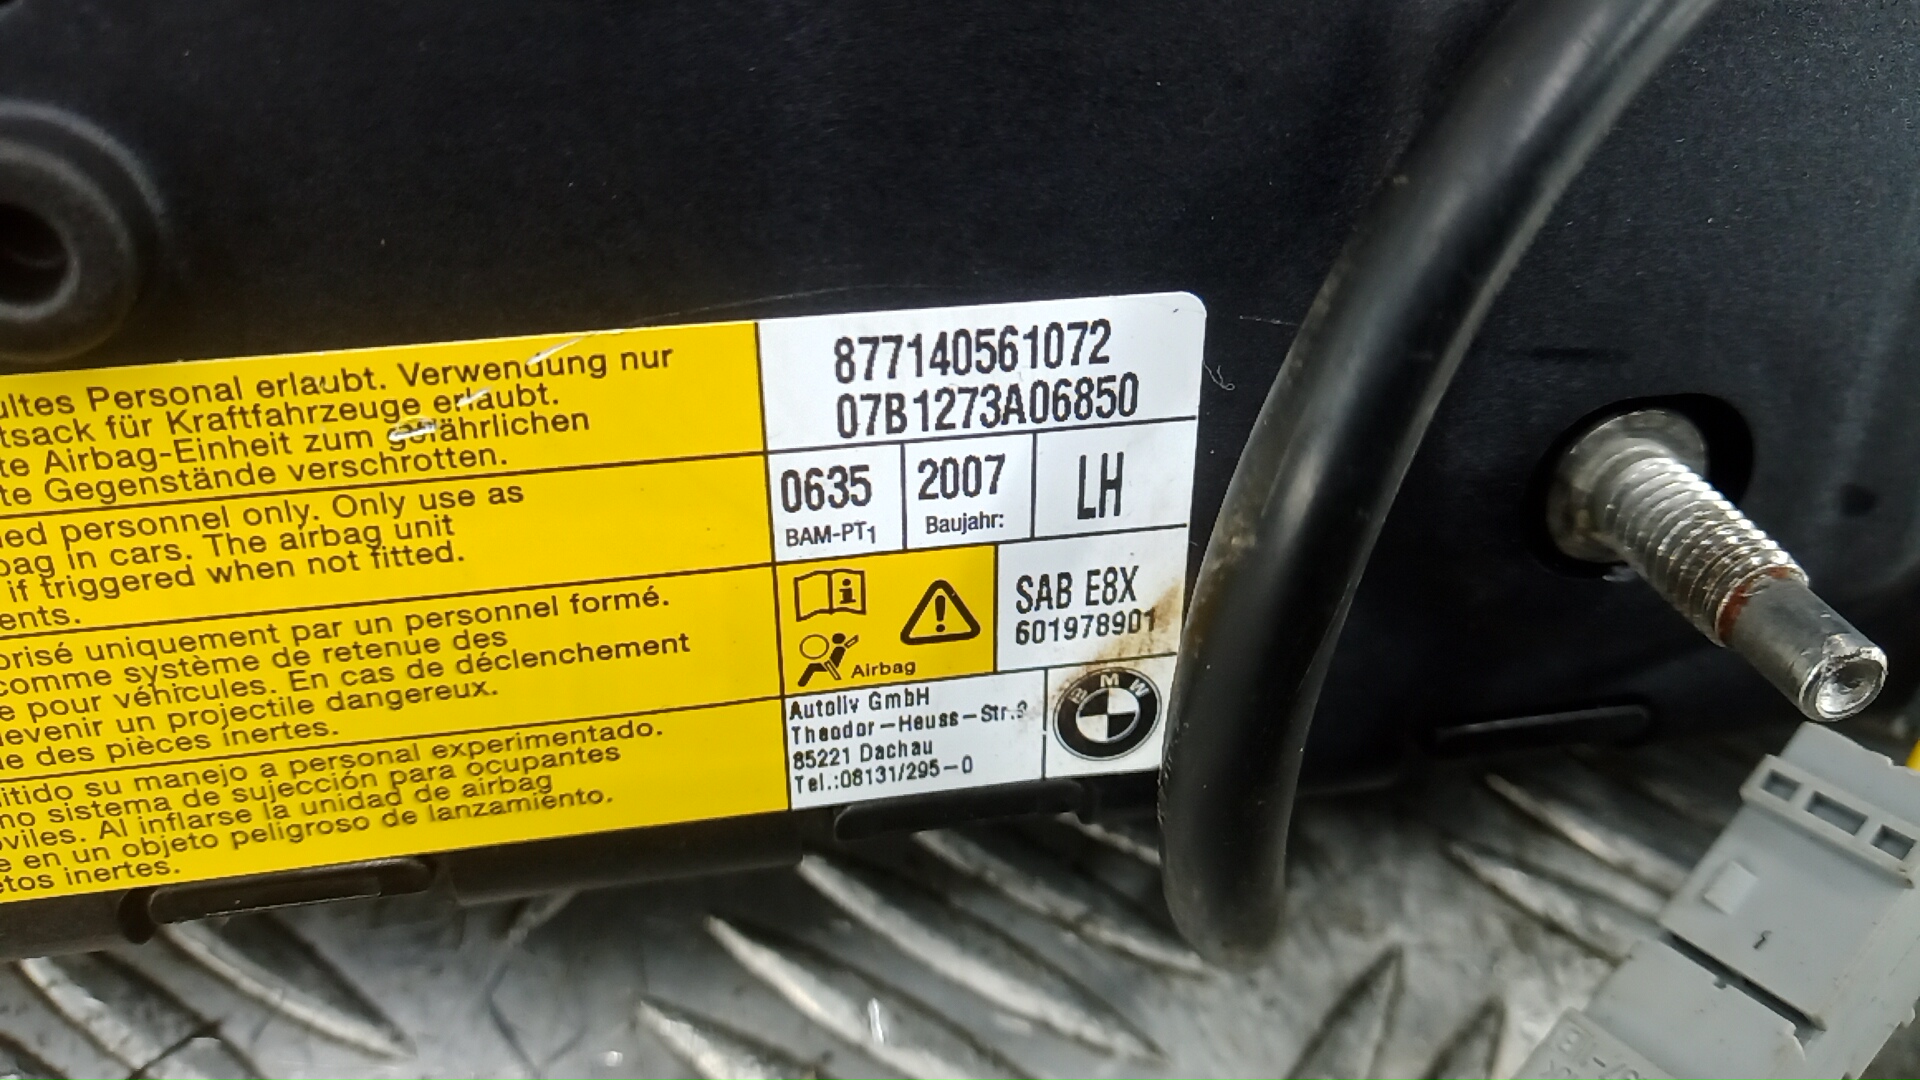 ultes Personal erlaubt. Verwendung nur
tsack für Kraftfahrzeuge erlaubt.
te Airbag-Einheit zum gefährlichen
te Gegenstände verschrotten.
ed personnel only. Only use as
bag in cars. The airbag unit
if triggered when not fitted.
ents.
orisé uniquement par un personnel formé.
comme système de retenue des
e pour véhicules. En cas de déclenchement
devenir un projectile dangereux.
e des pièces inertes.
itido su manejo a personal experimentado.
no sistema de sujección para ocupantes
viles. Al inflarse la unidad de airbag
e en un objeto peligroso de lanzamiento.
etos inertes.
877140561072
07B1273A06850
0635
BAM-PT1
2007
Baujahr:
LH
Airbag
SAB E8X
601978901
Autoliv GmbH
Theodor-Heuss-Str.
85221 Dachau
Tel.:08131/295-0
BMW